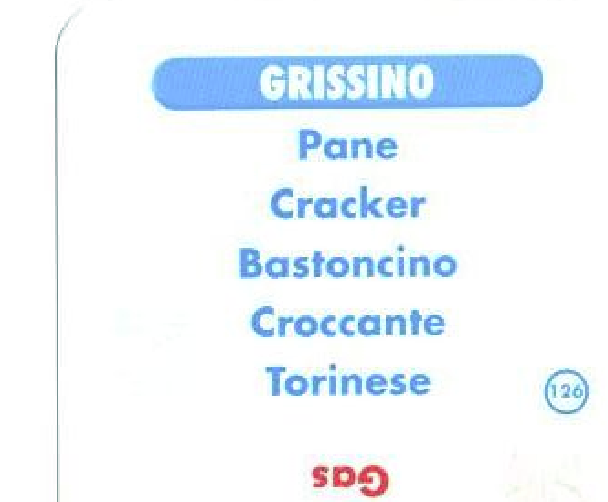 GRISSINO
Pane
Cracker
Bastoncino
Croccante
Torinese
126
Gas